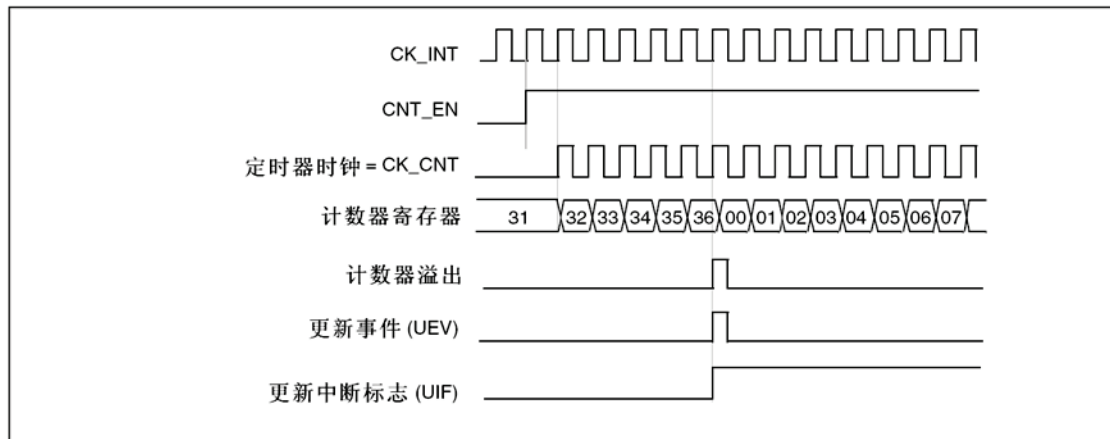 CK_INT
CNT_EN
定时器时钟 = CK_CNT
计数器寄存器 31 32 33 34 35 36 00 01 02 03 04 05 06 07
计数器溢出
更新事件 (UEV)
更新中断标志 (UIF)